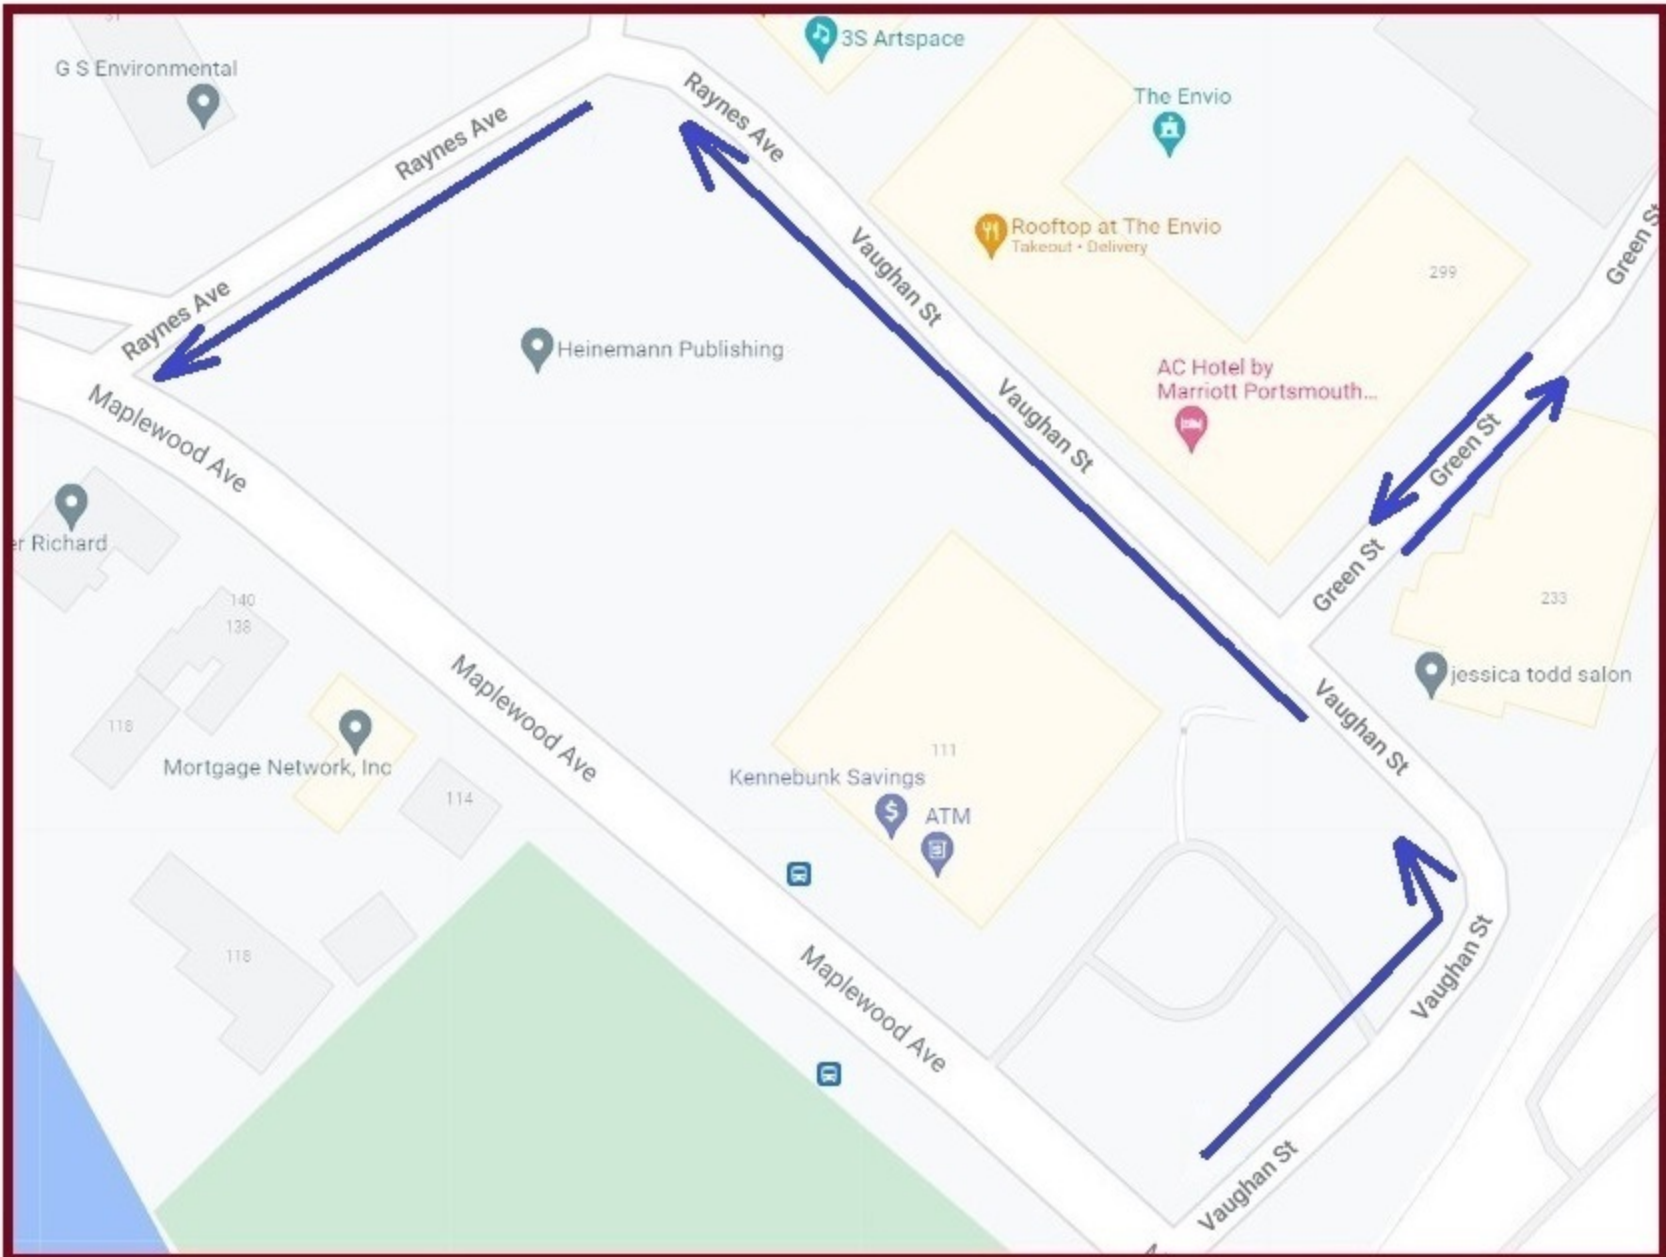 3S Artspace
G S Environmental
Raynes Ave
The Envio
Raynes Ave
Rooftop at The Envio
Takeout • Delivery
Green St
Vaughan St
299
Raynes Ave
Heinemann Publishing
AC Hotel by
Marriott Portsmouth...
Maplewood Ave
Vaughan St
Green St
er Richard
Green St
140
138
233
jessica todd salon
Maplewood Ave
118
Vaughan St
Mortgage Network, Inc
111
Kennebunk Savings
114
ATM
118
Maplewood Ave
Vaughan St
Vaughan St